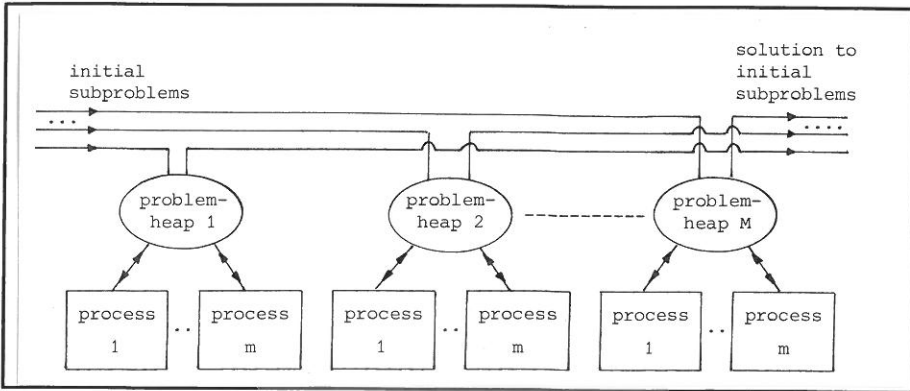 initial
subproblems
....
solution to
initial
subproblems
....
problem-
heap 1
problem-
heap 2
problem-
heap M
process
1
..
process
m
process
1
..
process
m
process
1
..
process
m